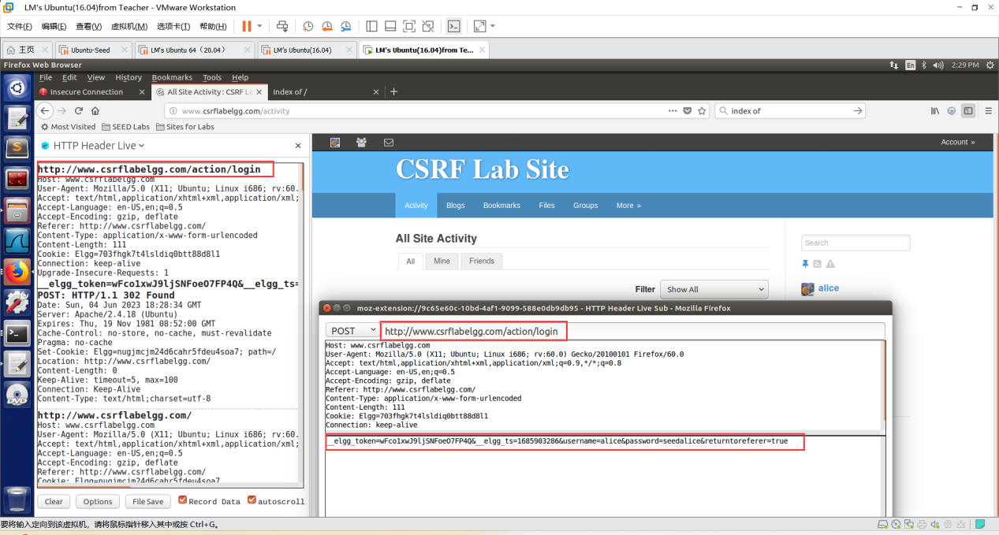 LM's Ubuntu(16.04)from Teacher - VMware Workstation
文件(F) 编辑(E) 查看(V) 虚拟机(M) 选项卡(T) 帮助(H)
主页 Ubuntu-Seed LM's Ubuntu 64（20.04） LM's Ubuntu(16.04) LM's Ubuntu(16.04)from Te...
Firefox Web Browser En 2:29 PM
File Edit View History Bookmarks Tools Help
Insecure Connection All Site Activity : CSRF La Index of /
www.csrflabelgg.com/activity index of
Most Visited SEED Labs Sites for Labs
HTTP Header Live
http://www.csrflabelgg.com/action/login
Host: www.csrflabelgg.com
User-Agent: Mozilla/5.0 (X11; Ubuntu; Linux i686; rv:60.
Accept: text/html,application/xhtml+xml,application/xml;
Accept-Language: en-US,en;q=0.5
Accept-Encoding: gzip, deflate
Referer: http://www.csrflabelgg.com/
Content-Type: application/x-www-form-urlencoded
Content-Length: 111
Cookie: Elgg=703fhgk7t4lsldiq0btt88d8l1
Connection: keep-alive
Upgrade-Insecure-Requests: 1
__elgg_token=wFco1xwJ9ljSNFoeO7FP4Q&__elgg_ts=
POST: HTTP/1.1 302 Found
Date: Sun, 04 Jun 2023 18:28:34 GMT
Server: Apache/2.4.18 (Ubuntu)
Expires: Thu, 19 Nov 1981 08:52:00 GMT
Cache-Control: no-store, no-cache, must-revalidate
Pragma: no-cache
Set-Cookie: Elgg=nugjmcjm24d6cahr5fdeu4soa7; path=/
Location: http://www.csrflabelgg.com/
Content-Length: 0
Keep-Alive: timeout=5, max=100
Connection: Keep-Alive
Content-Type: text/html;charset=utf-8
http://www.csrflabelgg.com/
Host: www.csrflabelgg.com
User-Agent: Mozilla/5.0 (X11; Ubuntu; Linux i686; rv:60.
Accept: text/html,application/xhtml+xml,application/xml;
Accept-Language: en-US,en;q=0.5
Accept-Encoding: gzip, deflate
Referer: http://www.csrflabelgg.com/
Cookie: Elgg=nugjmcjm24d6cahr5fdeu4soa7
Clear Options File Save Record Data autoscroll
Account »
CSRF Lab Site
Activity Blogs Bookmarks Files Groups More »
All Site Activity
All Mine Friends
Filter Show All
Search
alice
moz-extension://9c65e60c-10bd-4af1-9099-588e0db9db95 - HTTP Header Live Sub - Mozilla Firefox
POST http://www.csrflabelgg.com/action/login
Host: www.csrflabelgg.com
User-Agent: Mozilla/5.0 (X11; Ubuntu; Linux i686; rv:60.0) Gecko/20100101 Firefox/60.0
Accept: text/html,application/xhtml+xml,application/xml;q=0.9,*/*;q=0.8
Accept-Language: en-US,en;q=0.5
Accept-Encoding: gzip, deflate
Referer: http://www.csrflabelgg.com/
Content-Type: application/x-www-form-urlencoded
Content-Length: 111
Cookie: Elgg=703fhgk7t4lsldiq0btt88d8l1
Connection: keep-alive
__elgg_token=wFco1xwJ9ljSNFoeO7FP4Q&__elgg_ts=1685903286&username=alice&password=seedalice&returntoreferer=true
DVD
要将输入定向到该虚拟机，请将鼠标指针移入其中或按 Ctrl+G。